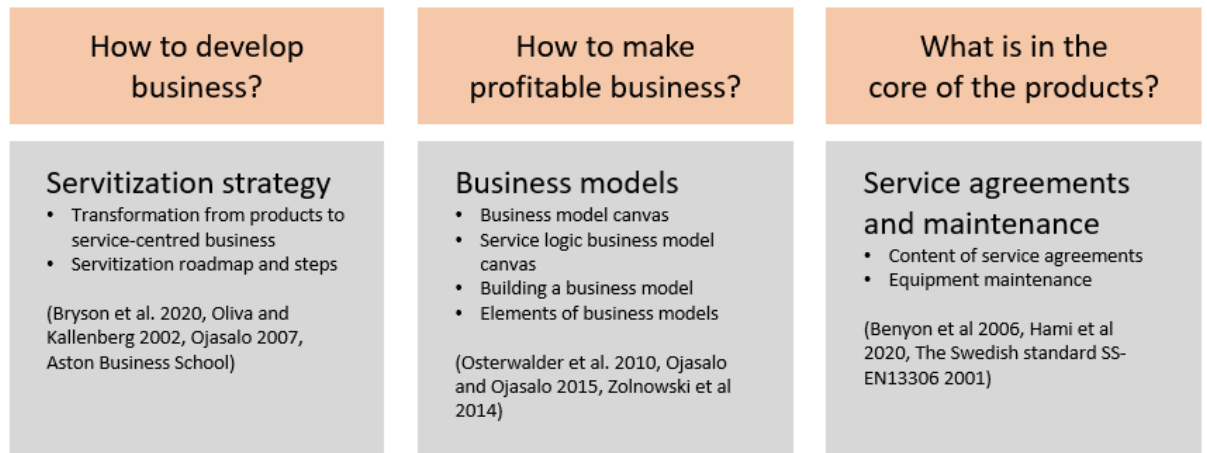 How to develop
business?
Servitization strategy
• Transformation from products to
service-centred business
• Servitization roadmap and steps
(Bryson et al. 2020, Oliva and
Kallenberg 2002, Ojasalo 2007,
Aston Business School)
How to make
profitable business?
Business models
• Business model canvas
• Service logic business model
canvas
• Building a business model
• Elements of business models
(Osterwalder et al. 2010, Ojasalo
and Ojasalo 2015, Zolnowski et al
2014)
What is in the
core of the products?
Service agreements
and maintenance
• Content of service agreements
• Equipment maintenance
(Benyon et al 2006, Hami et al
2020, The Swedish standard SS-
EN13306 2001)